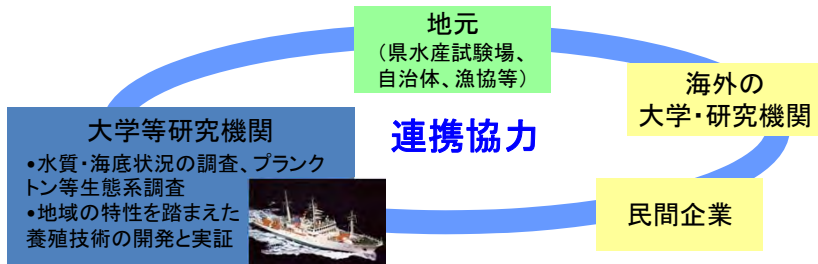 地元
（県水産試験場、
自治体、漁協等）
海外の
大学・研究機関
大学等研究機関
•水質・海底状況の調査、プランク
トン等生態系調査
•地域の特性を踏まえた
養殖技術の開発と実証
連携協力
民間企業